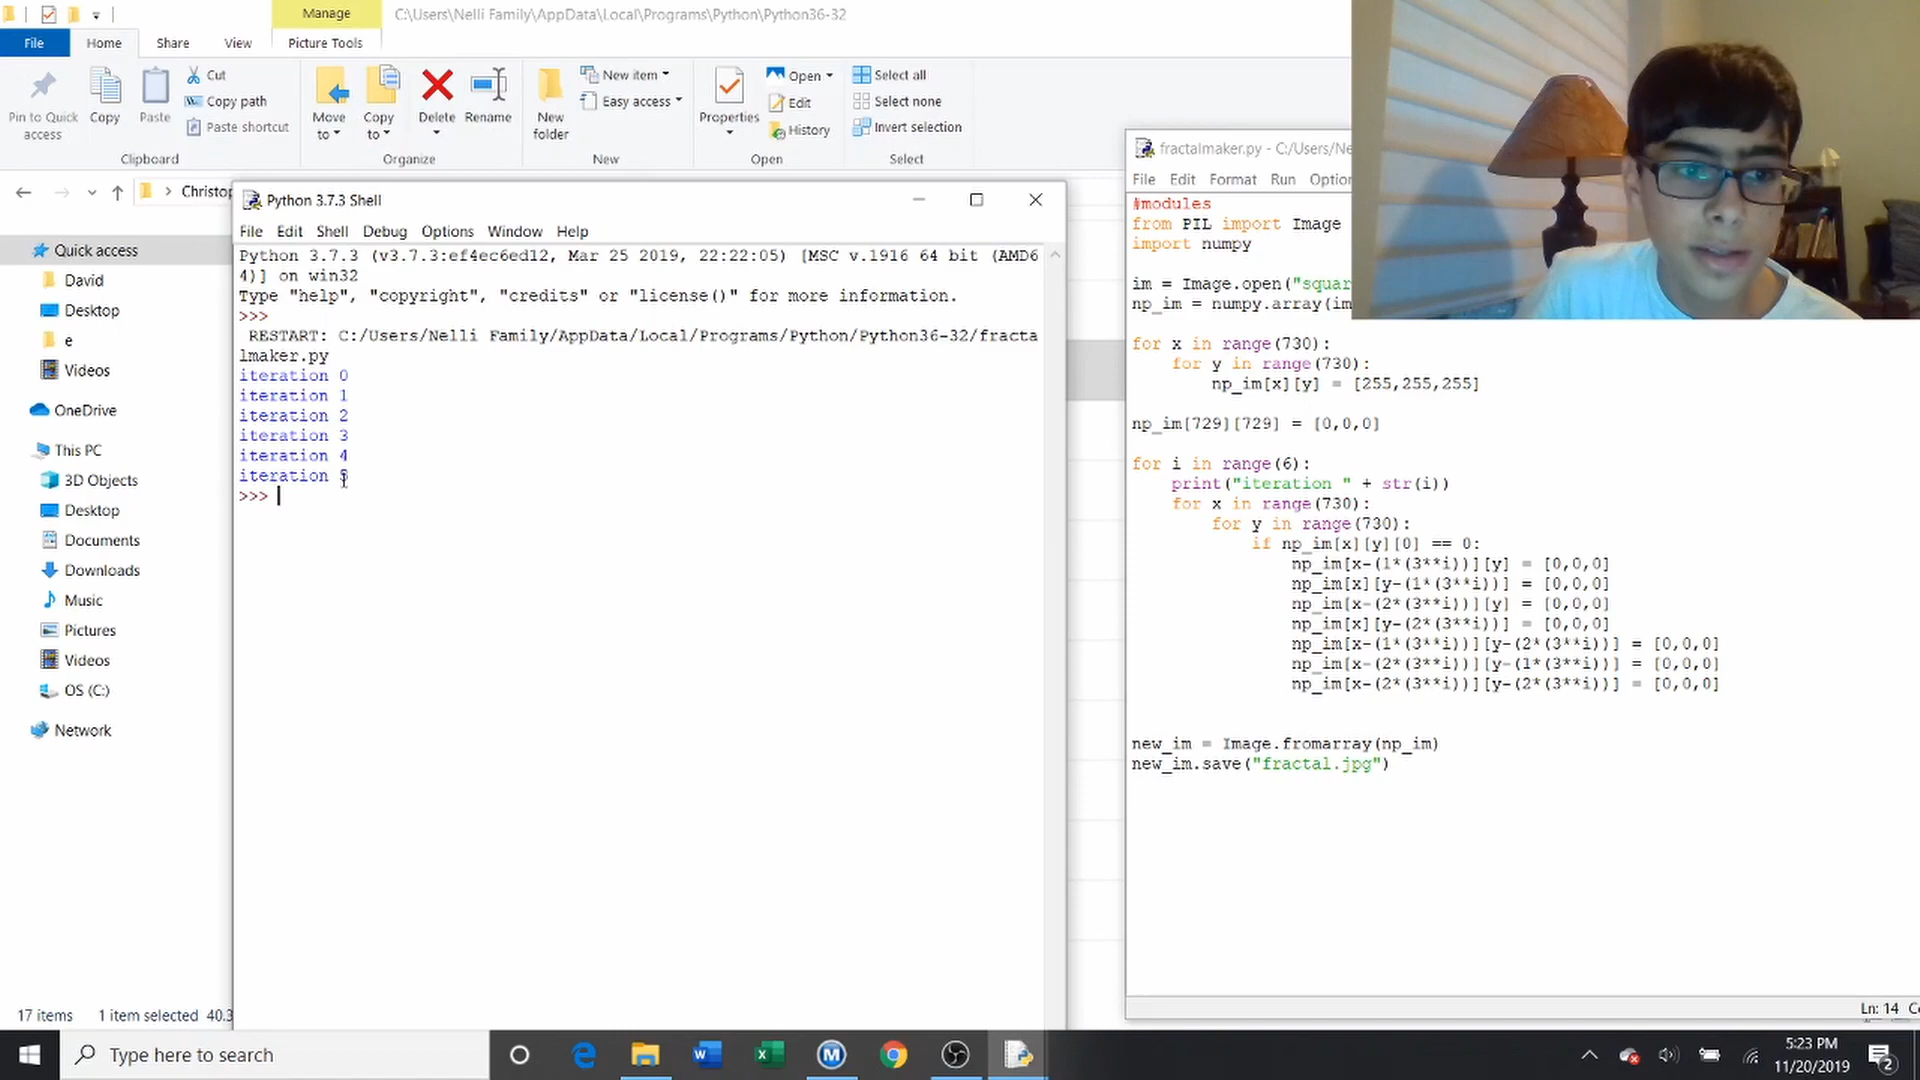 Manage
C:\Users\Nelli Family\AppData\Local\Programs\Python\Python36-32
File
Home
Share
View
Picture Tools
Pin to Quick access
Copy
Paste
Cut
Copy path
Paste shortcut
Clipboard
Move to
Copy to
Delete
Rename
Organize
New folder
New item
Easy access
New
Properties
Open
Edit
History
Open
Select all
Select none
Invert selection
Select
Quick access
David
Desktop
e
Videos
OneDrive
This PC
3D Objects
Desktop
Documents
Downloads
Music
Pictures
Videos
OS (C:)
Network
17 items 1 item selected 40.3
Python 3.7.3 Shell
File Edit Shell Debug Options Window Help
Python 3.7.3 (v3.7.3:ef4ec6ed12, Mar 25 2019, 22:22:05) [MSC v.1916 64 bit (AMD6
4)] on win32
Type "help", "copyright", "credits" or "license()" for more information.
>>>
RESTART: C:/Users/Nelli Family/AppData/Local/Programs/Python/Python36-32/fracta
lmaker.py
iteration 0
iteration 1
iteration 2
iteration 3
iteration 4
iteration 5
>>>
fractalmaker.py - C:/Users/Ne
File Edit Format Run
#modules
from PIL import Image
import numpy
im = Image.open("squar
np_im = numpy.array(im
for x in range(730):
for y in range(730):
np_im[x][y] = [255,255,255]
np_im[729][729] = [0,0,0]
for i in range(6):
print("iteration " + str(i))
for x in range(730):
for y in range(730):
if np_im[x][y][0] == 0:
np_im[x-(1*(3**i))][y] = [0,0,0]
np_im[x][y-(1*(3**i))] = [0,0,0]
np_im[x-(2*(3**i))][y] = [0,0,0]
np_im[x][y-(2*(3**i))] = [0,0,0]
np_im[x-(1*(3**i))][y-(2*(3**i))] = [0,0,0]
np_im[x-(2*(3**i))][y-(1*(3**i))] = [0,0,0]
np_im[x-(2*(3**i))][y-(2*(3**i))] = [0,0,0]
new_im = Image.fromarray(np_im)
new_im.save("fractal.jpg")
Ln: 14
Type here to search
5:23 PM
11/20/2019
2